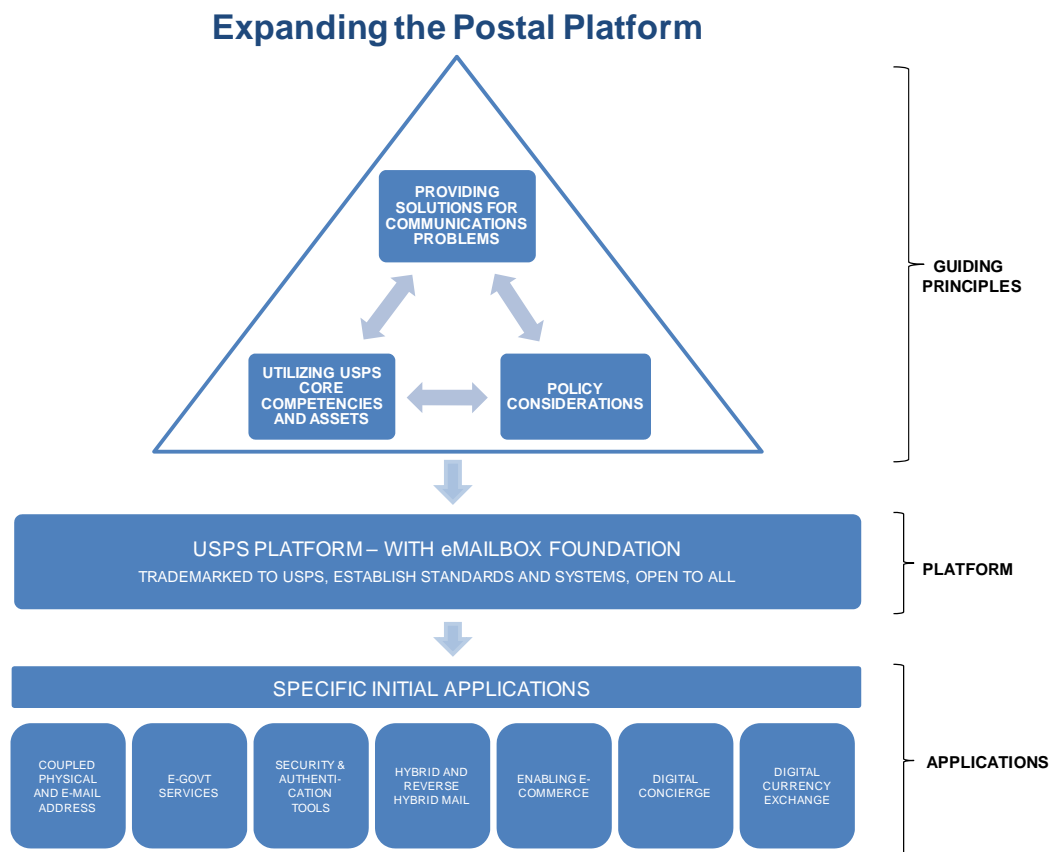 Expanding the Postal Platform
PROVIDING
SOLUTIONS FOR
COMMUNICATIONS
PROBLEMS
UTILIZING USPS
CORE
COMPETENCIES
AND ASSETS
POLICY
CONSIDERATIONS
GUIDING
PRINCIPLES
USPS PLATFORM – WITH eMAILBOX FOUNDATION
TRADEMARKED TO USPS, ESTABLISH STANDARDS AND SYSTEMS, OPEN TO ALL
PLATFORM
SPECIFIC INITIAL APPLICATIONS
COUPLED
PHYSICAL
AND E-MAIL
ADDRESS
E-GOVT
SERVICES
SECURITY &
AUTHENTI-
CATION
TOOLS
HYBRID AND
REVERSE
HYBRID MAIL
ENABLING E-
COMMERCE
DIGITAL
CONCIERGE
DIGITAL
CURRENCY
EXCHANGE
APPLICATIONS